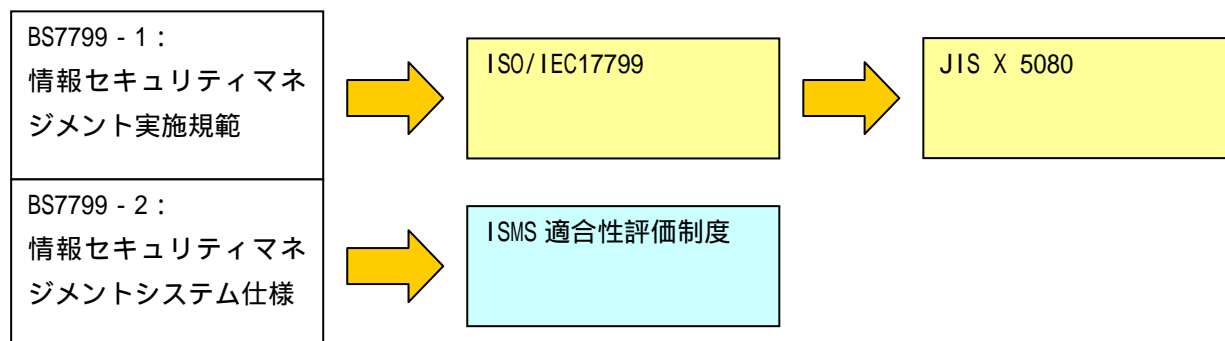 BS7799 - 1 :
情報セキュリティマネ
ジメント実施規範
ISO/IEC17799
JIS X 5080
BS7799 - 2 :
情報セキュリティマネ
ジメントシステム仕様
ISMS 適合性評価制度